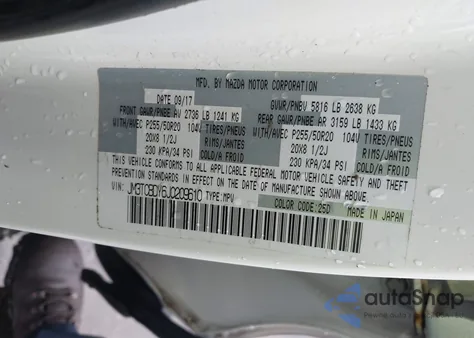 MFD. BY MAZDA MOTOR CORPORATION
DATE 09/17
GVWR/PNBV 5816 LB 2638 KG
FRONT GAWR/PNBE AV 2736 LB 1241 KG
REAR GAWR/PNBE AR 3159 LB 1433 KG
WITH/AVEC P255/50R20 104V TIRES/PNEUS
WITH/AVEC P255/50R20 104V TIRES/PNEUS
20X8 1/2J RIMS/JANTES
20X8 1/2J RIMS/JANTES
230 KPA/34 PSI COLD/A FROID
230 KPA/34 PSI COLD/A FROID
THIS VEHICLE CONFORMS TO ALL APPLICABLE FEDERAL MOTOR VEHICLE SAFETY, BUMPER, AND THEFT
PREVENTION STANDARDS IN EFFECT ON THE DATE OF MANUFACTURE SHOWN ABOVE.
JM3TCBDY6J0209610 TYPE:MPV
COLOR CODE:25D MADE IN JAPAN
autoSnap